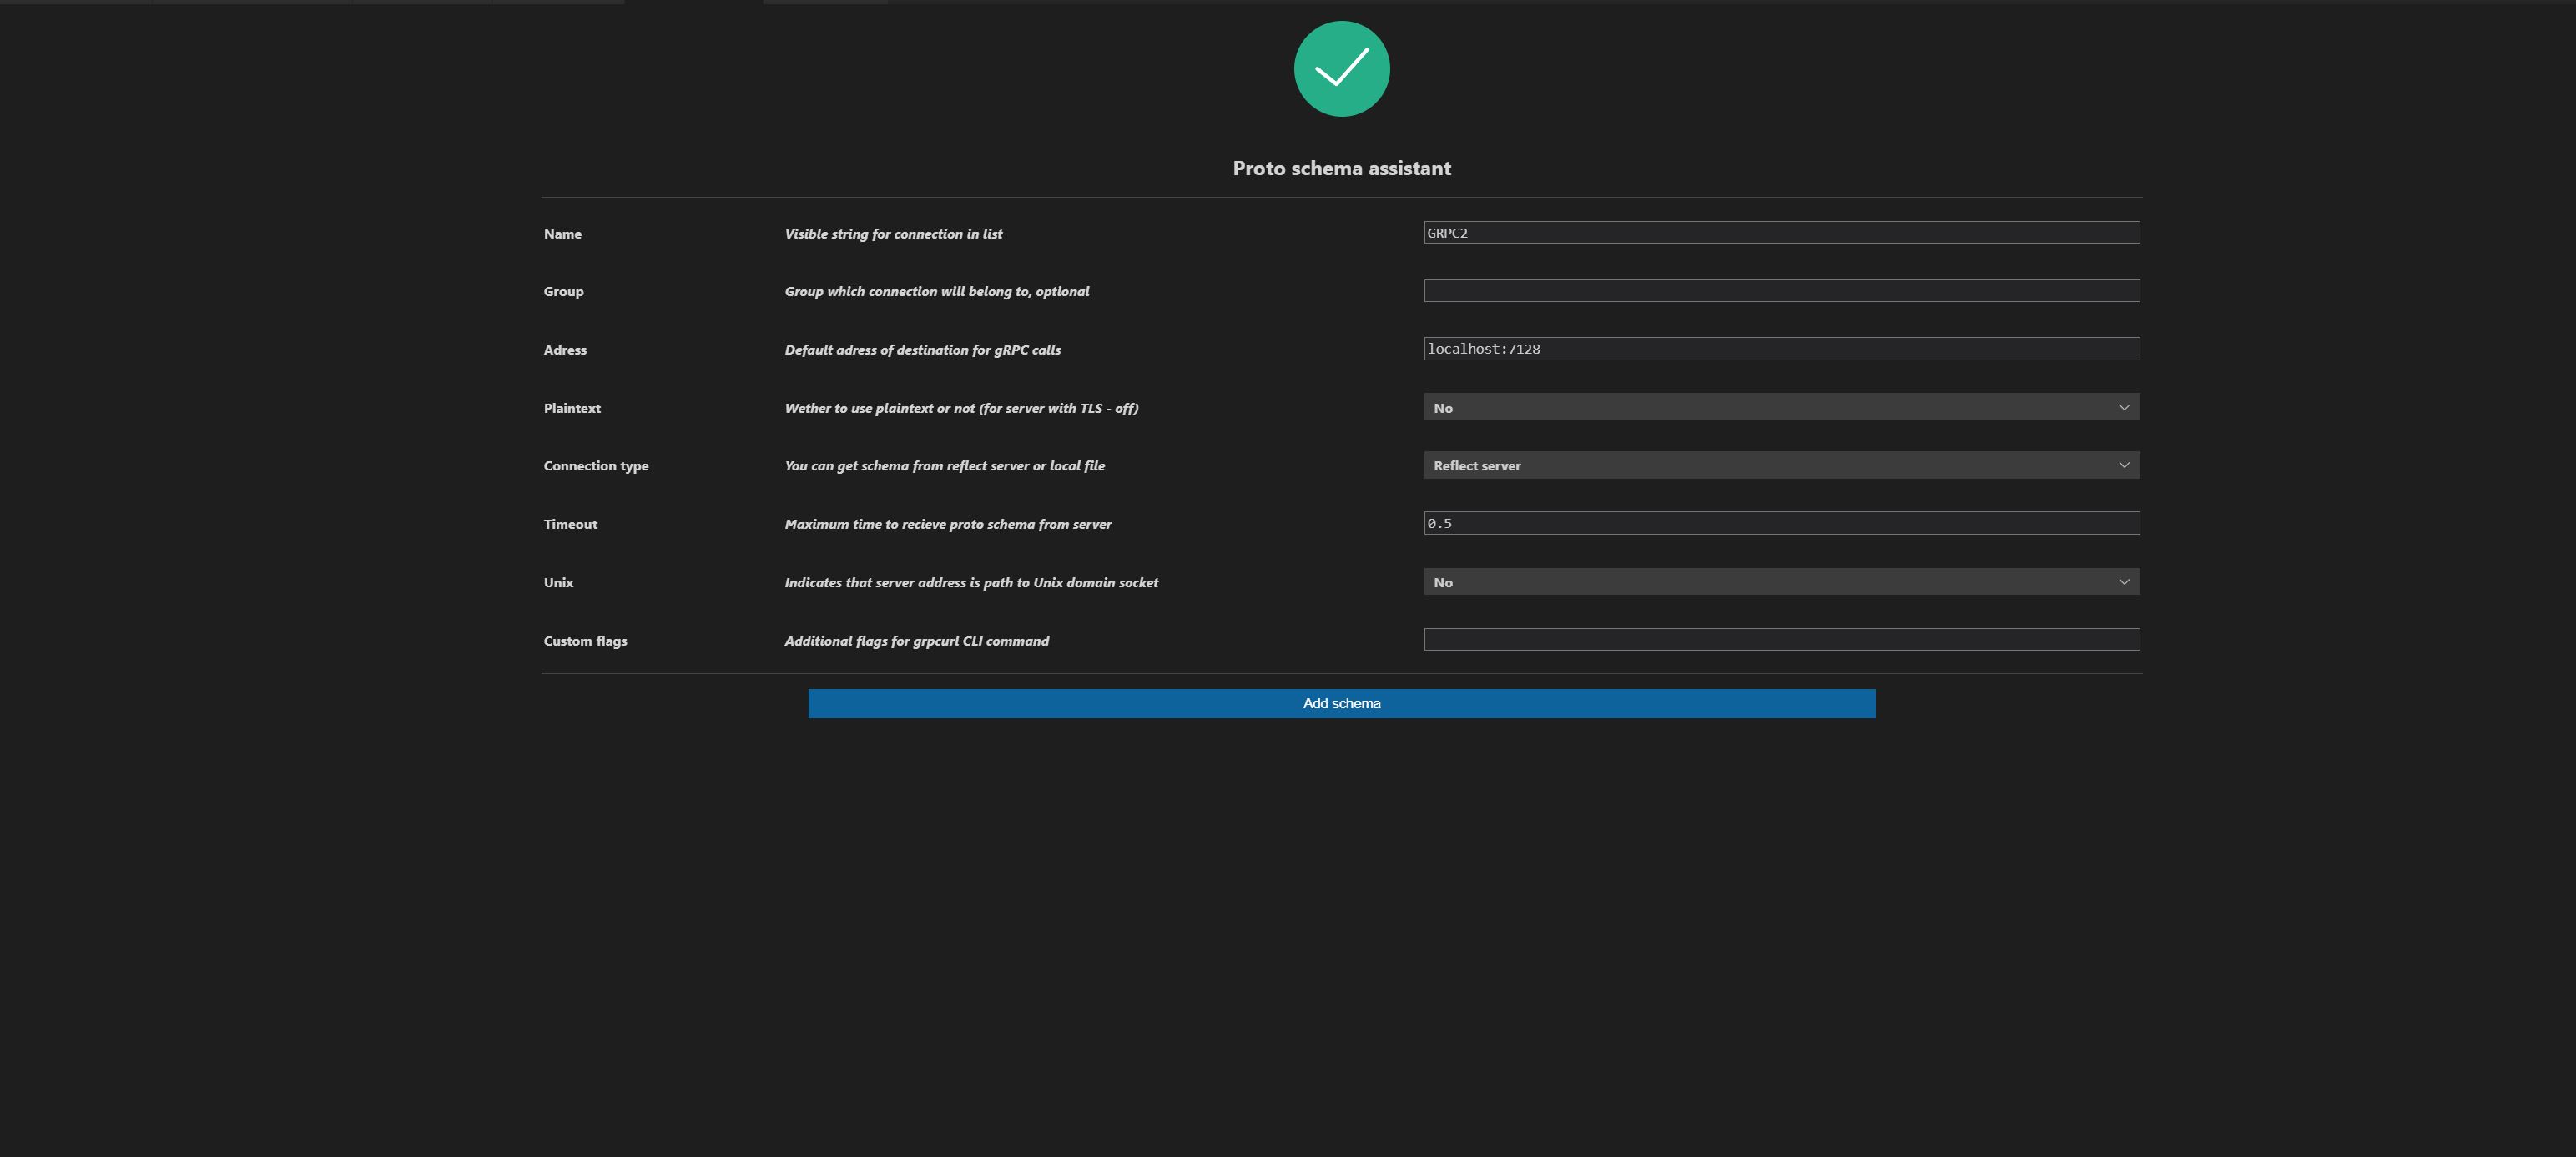 Proto schema assistant
Name Visible string for connection in list GRPC2
Group Group which connection will belong to, optional
Adress Default adress of destination for gRPC calls localhost:7128
Plaintext Wether to use plaintext or not (for server with TLS - off) No
Connection type You can get schema from reflect server or local file Reflect server
Timeout Maximum time to recieve proto schema from server 0.5
Unix Indicates that server address is path to Unix domain socket No
Custom flags Additional flags for grpcurl CLI command
Add schema